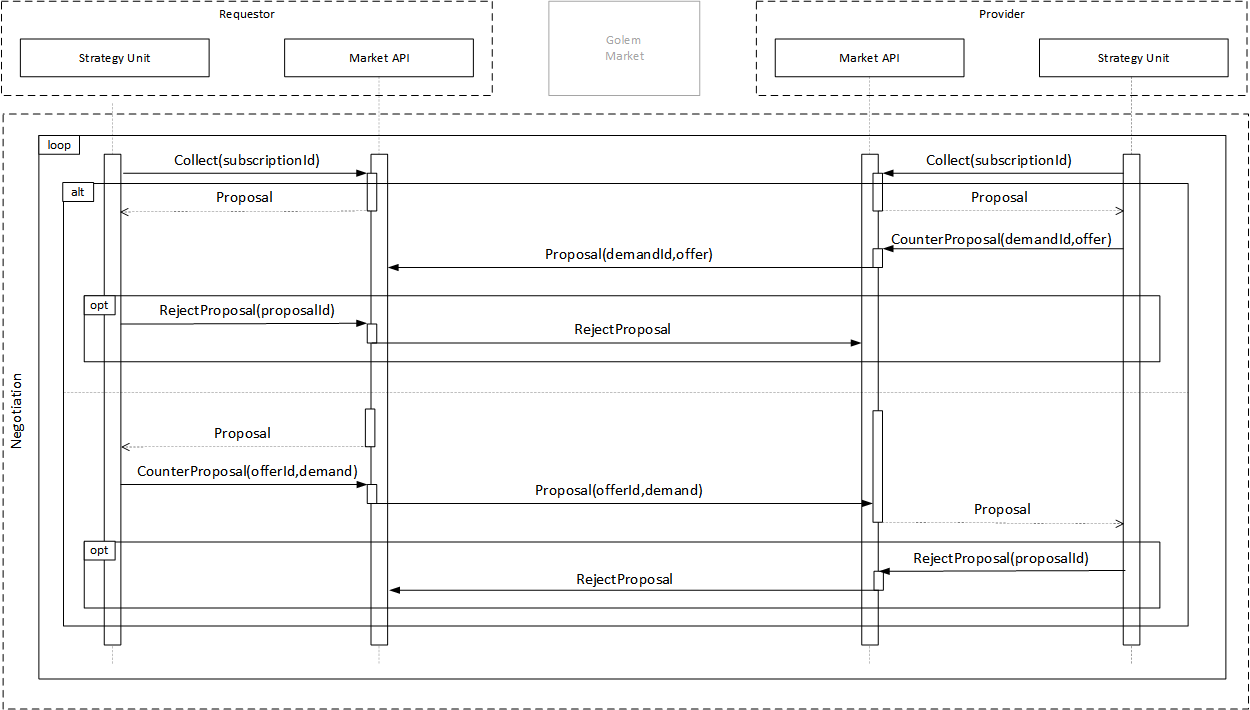 Requestor
Provider
Strategy Unit
Market API
Golem
Market
Market API
Strategy Unit
loop
Collect(subscriptionId)
Collect(subscriptionId)
alt
Proposal
Proposal
CounterProposal(demandId,offer)
Proposal(demandId,offer)
opt
RejectProposal(proposalId)
RejectProposal
Negotiation
Proposal
CounterProposal(offerId,demand)
Proposal(offerId,demand)
Proposal
opt
RejectProposal(proposalId)
RejectProposal